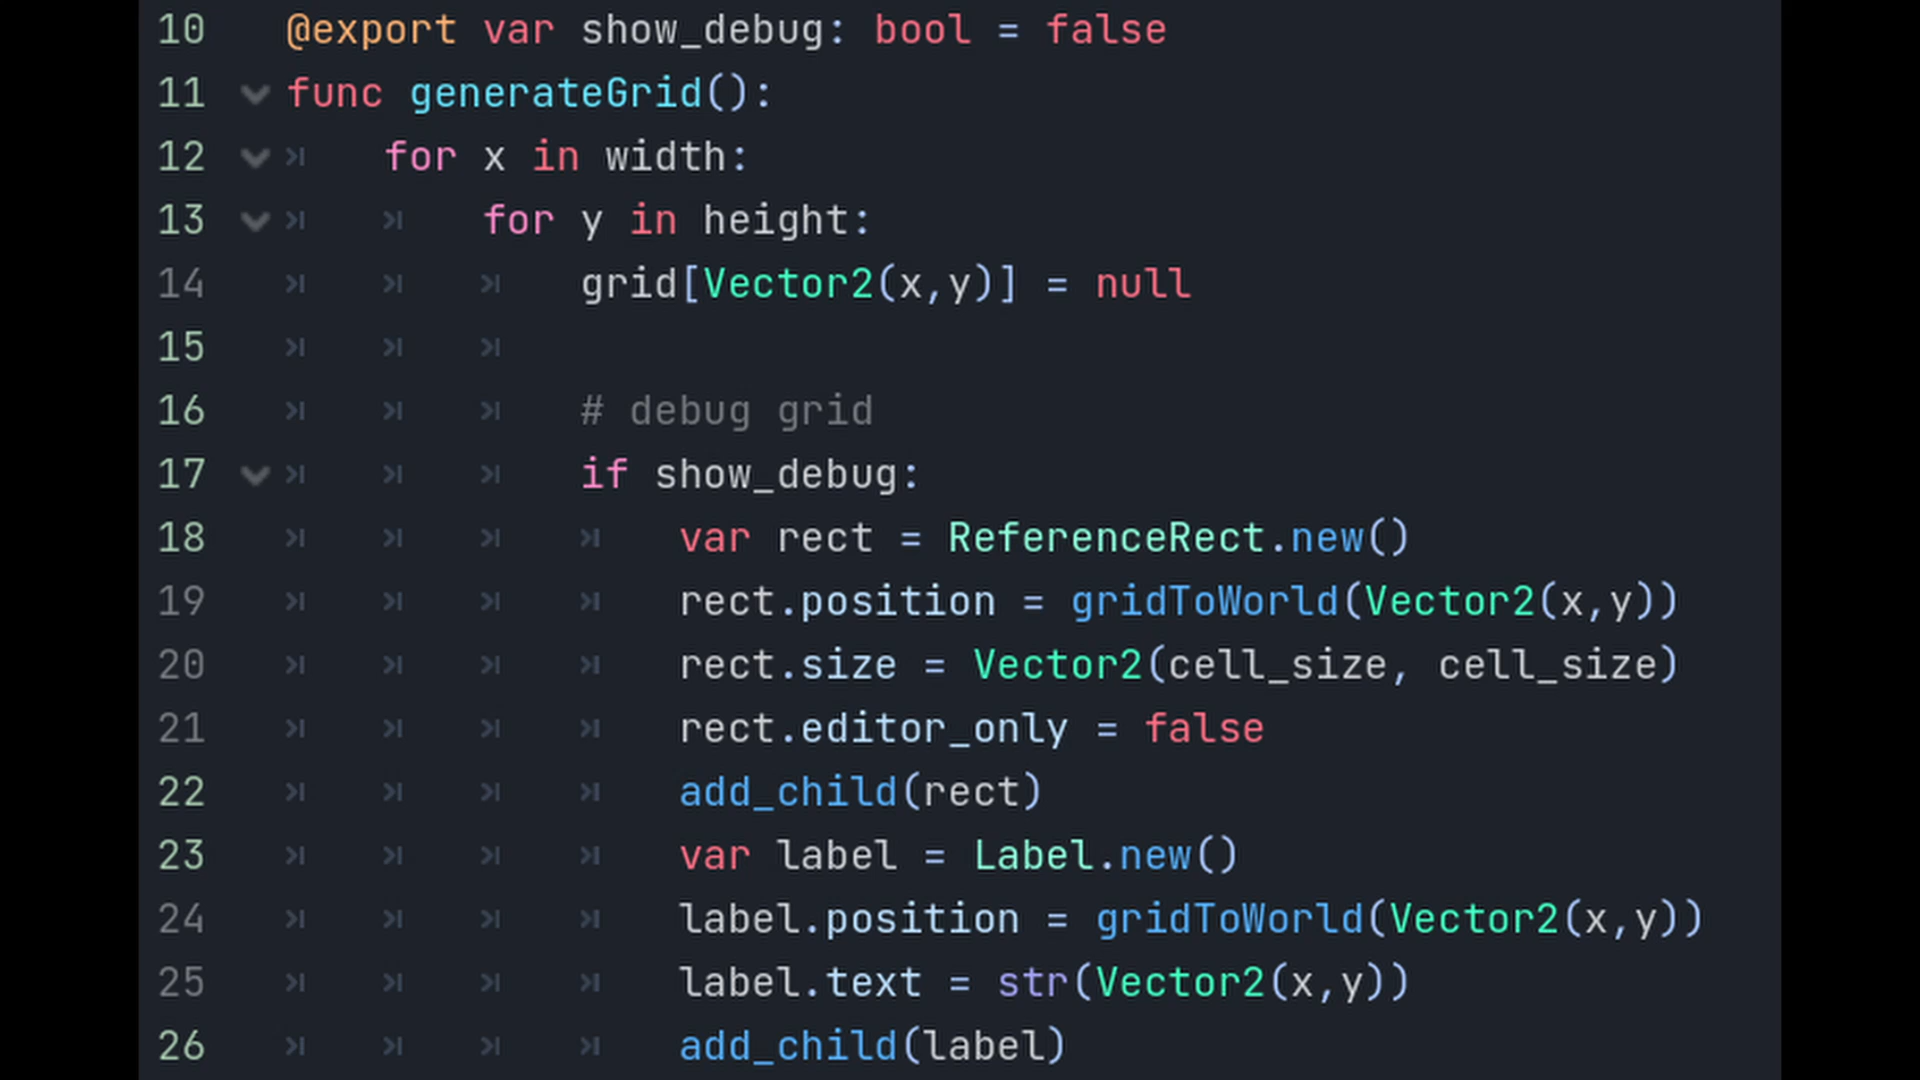 10 @export var show_debug: bool = false
11 func generateGrid():
12 for x in width:
13 for y in height:
14 grid[Vector2(x,y)] = null
15
16 # debug grid
17 if show_debug:
18 var rect = ReferenceRect.new()
19 rect.position = gridToWorld(Vector2(x,y))
20 rect.size = Vector2(cell_size, cell_size)
21 rect.editor_only = false
22 add_child(rect)
23 var label = Label.new()
24 label.position = gridToWorld(Vector2(x,y))
25 label.text = str(Vector2(x,y))
26 add_child(label)